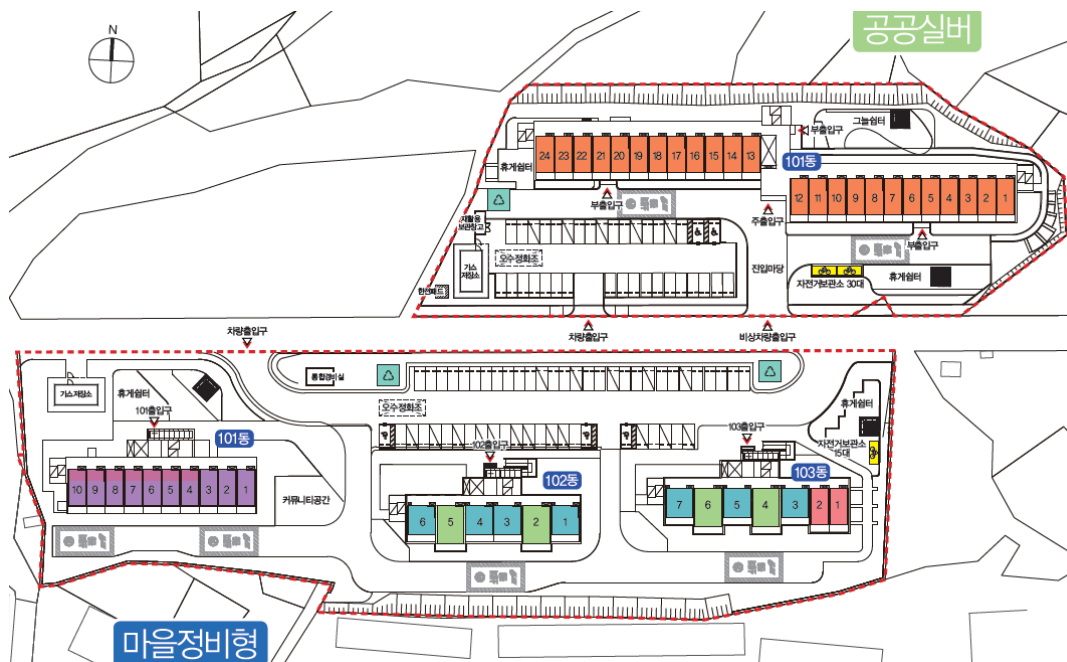 N
공공실버
그늘쉼터
부출입구
101동
24 23 22 21 20 19 18 17 16 15 14 13
휴게쉼터
12 11 10 9 8 7 6 5 4 3 2 1
부출입구
주출입구
부출입구
재활용
보관창고
오수정화조
가스
저장소
진입마당
휴게쉼터
자전거보관소 30대
차량출입구
차량출입구
비상차량출입구
통합경비실
가스저장소
휴게쉼터
오수정화조
휴게쉼터
101출입구
101동
102출입구
103출입구
자전거보관소
15대
102동
103동
10 9 8 7 6 5 4 3 2 1
커뮤니티공간
6 5 4 3 2 1
7 6 5 4 3 2 1
마을정비형